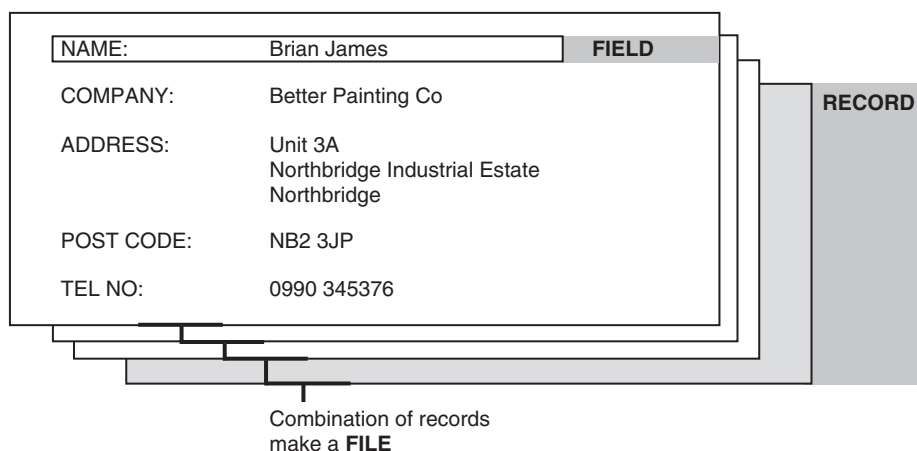 NAME: Brian James FIELD
COMPANY: Better Painting Co
RECORD
ADDRESS: Unit 3A
Northbridge Industrial Estate
Northbridge
POST CODE: NB2 3JP
TEL NO: 0990 345376
Combination of records
make a FILE